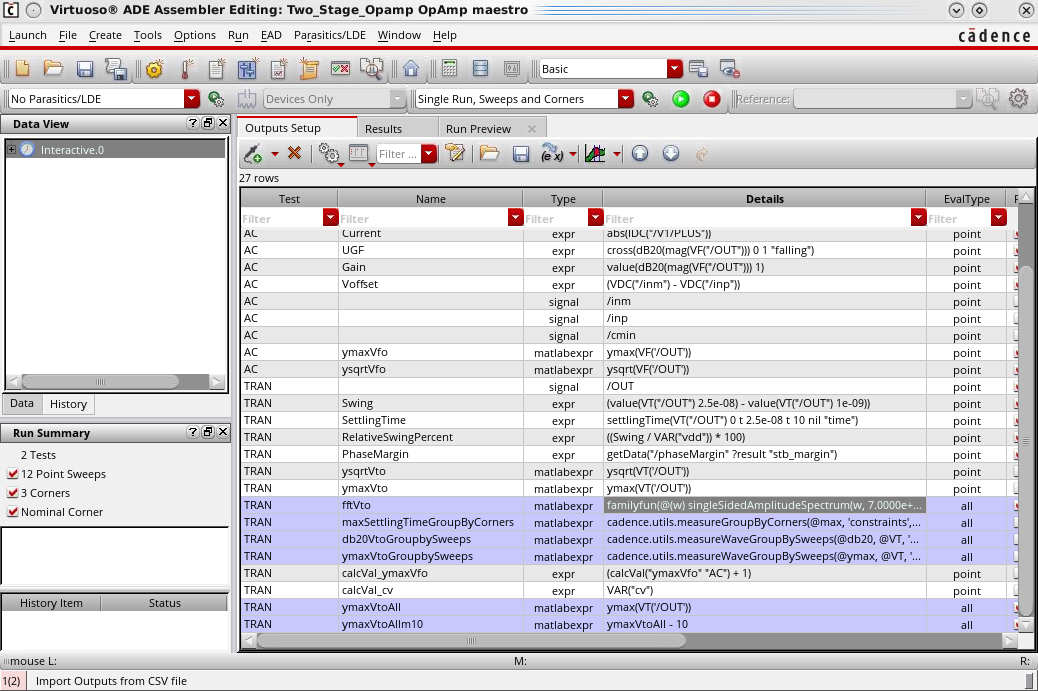 Virtuoso® ADE Assembler Editing: Two_Stage_Opamp OpAmp maestro
Launch File Create Tools Options Run EAD Parasitics/LDE Window Help
cādence
Basic
No Parasitics/LDE Devices Only Single Run, Sweeps and Corners Reference:
Data View
Interactive.0
Data History
Run Summary
2 Tests
12 Point Sweeps
3 Corners
Nominal Corner
History Item Status
Outputs Setup Results Run Preview
Filter ...
27 rows
Test Name Type Details EvalType
Filter Filter Filter Filter Filter
AC Current expr abs(IDC("/V1/PLUS")) point
AC UGF expr cross(dB20(mag(VF("/OUT"))) 0 1 "falling") point
AC Gain expr value(dB20(mag(VF("/OUT"))) 1) point
AC Voffset expr (VDC("/inm") - VDC("/inp")) point
AC signal /inm point
AC signal /inp point
AC signal /cmin point
AC ymaxVfo matlabexpr ymax(VF('/OUT')) point
AC ysqrtVfo matlabexpr ysqrt(VF('/OUT')) point
TRAN signal /OUT point
TRAN Swing expr (value(VT("/OUT") 2.5e-08) - value(VT("/OUT") 1e-09)) point
TRAN SettlingTime expr settlingTime(VT("/OUT") 0 t 2.5e-08 t 10 nil "time") point
TRAN RelativeSwingPercent expr ((Swing / VAR("vdd")) * 100) point
TRAN PhaseMargin expr getData("/phaseMargin" ?result "stb_margin") point
TRAN ysqrtVto matlabexpr ysqrt(VT('/OUT')) point
TRAN ymaxVto matlabexpr ymax(VT('/OUT')) point
TRAN fftVto matlabexpr familyfun(@(w) singleSidedAmplitudeSpectrum(w, 7.0000e+... all
TRAN maxSettlingTimeGroupByCorners matlabexpr cadence.utils.measureGroupByCorners(@max, 'constraints',... all
TRAN db20VtoGroupbySweeps matlabexpr cadence.utils.measureWaveGroupBySweeps(@db20, @VT, '... all
TRAN ymaxVtoGroupbySweeps matlabexpr cadence.utils.measureWaveGroupBySweeps(@ymax, @VT, '... all
TRAN calcVal_ymaxVfo expr (calcVal("ymaxVfo" "AC") + 1) point
TRAN calcVal_cv expr VAR("cv") point
TRAN ymaxVtoAll matlabexpr ymax(VT('/OUT')) all
TRAN ymaxVtoAllm10 matlabexpr ymaxVtoAll - 10 all
mouse L: M: R:
1(2) Import Outputs from CSV file